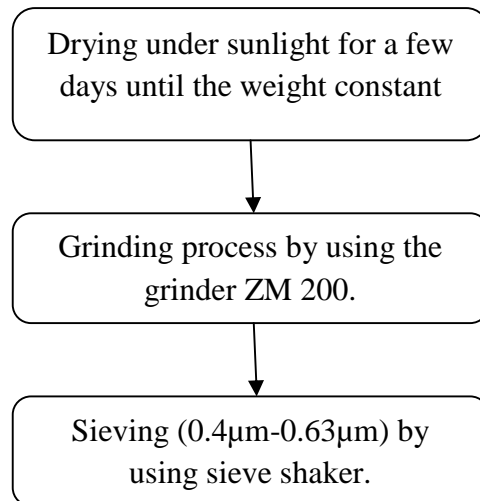 Drying under sunlight for a few
days until the weight constant
Grinding process by using the
grinder ZM 200.
Sieving (0.4µm-0.63µm) by
using sieve shaker.